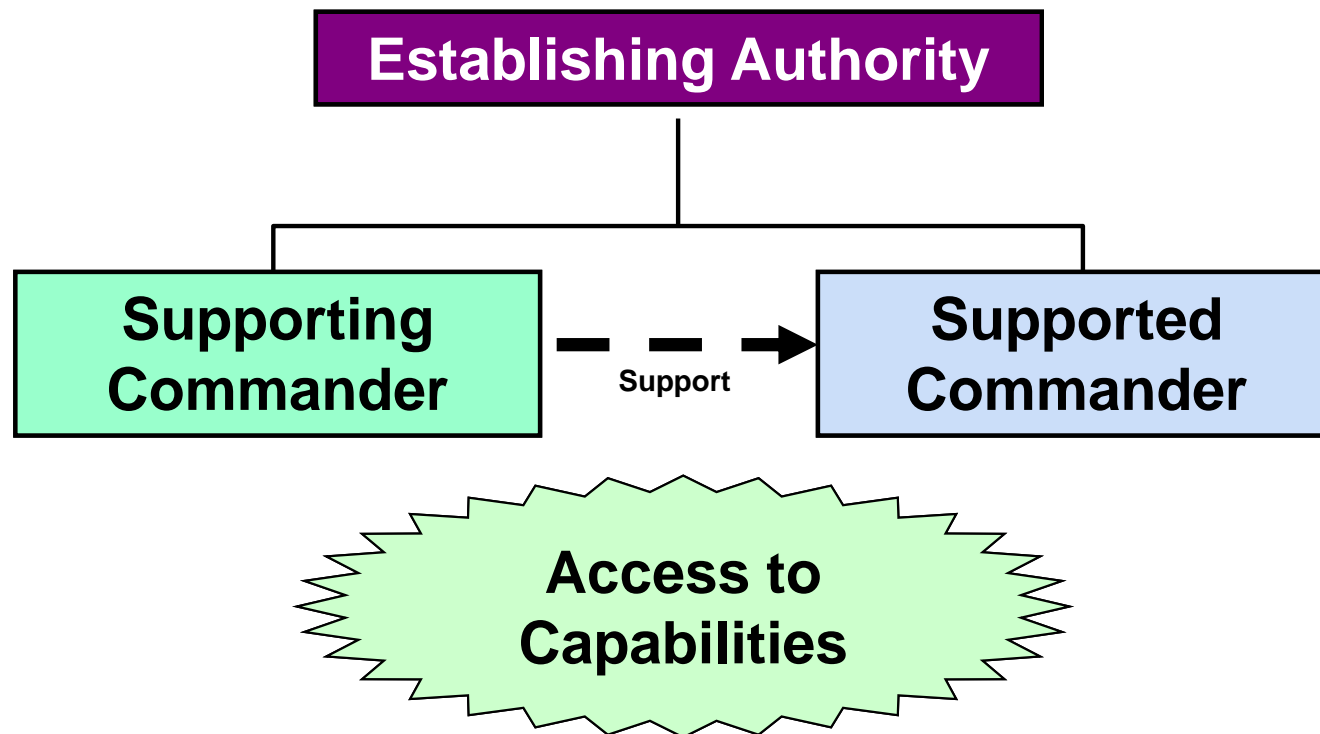 Establishing Authority
Supporting
Commander
Support
Supported
Commander
Access to
Capabilities